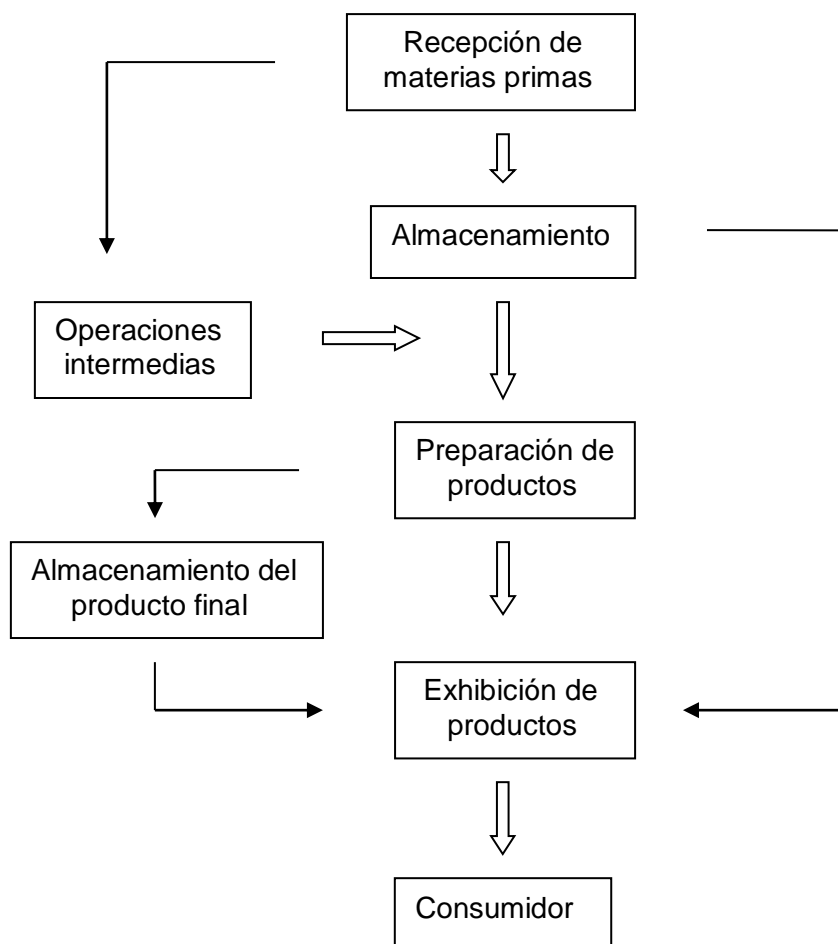 Recepción de
materias primas
Almacenamiento
Operaciones
intermedias
Preparación de
productos
Almacenamiento del
producto final
Exhibición de
productos
Consumidor